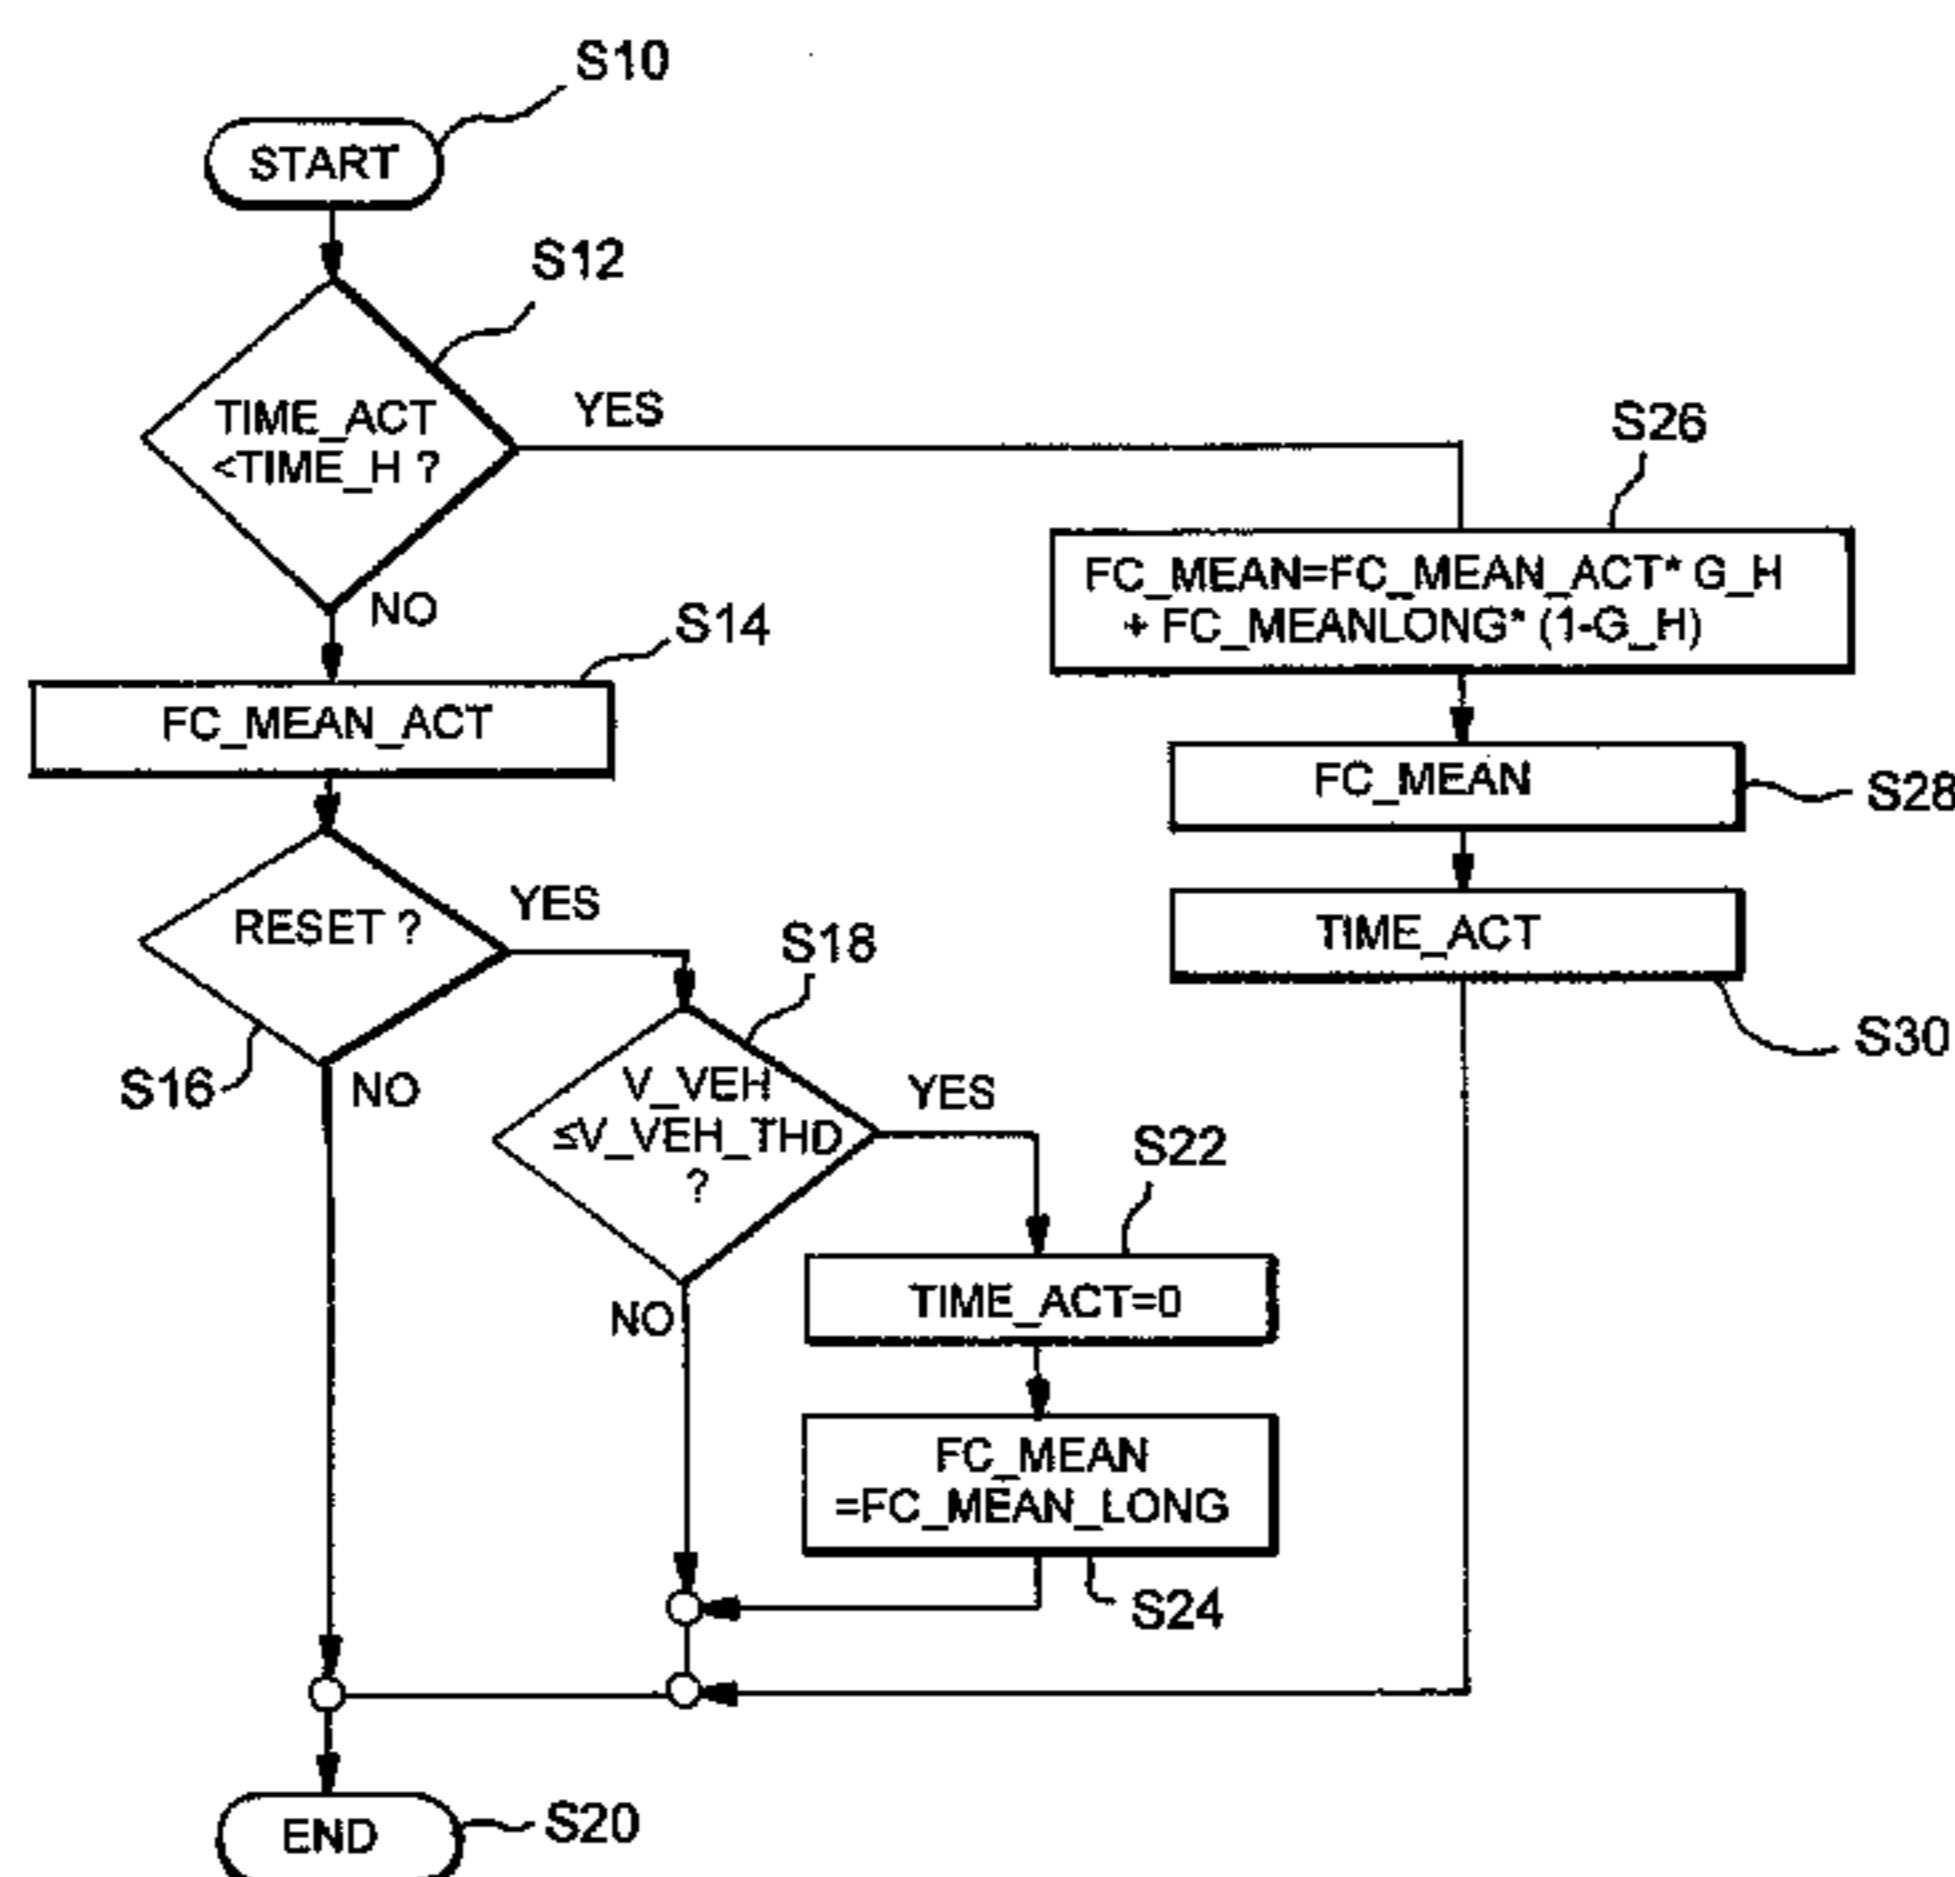 S10
START
S12
TIME_ACT
<TIME_H ?
YES
NO
S26
FC_MEAN=FC_MEAN_ACT* G_H
+ FC_MEANLONG* (1-G_H)
S14
FC_MEAN_ACT
FC_MEAN
S28
RESET ?
YES
S16
NO
TIME_ACT
S30
S18
V_VEH
≤V_VEH_THD
?
YES
NO
S22
TIME_ACT=0
FC_MEAN
=FC_MEAN_LONG
S24
END
S20